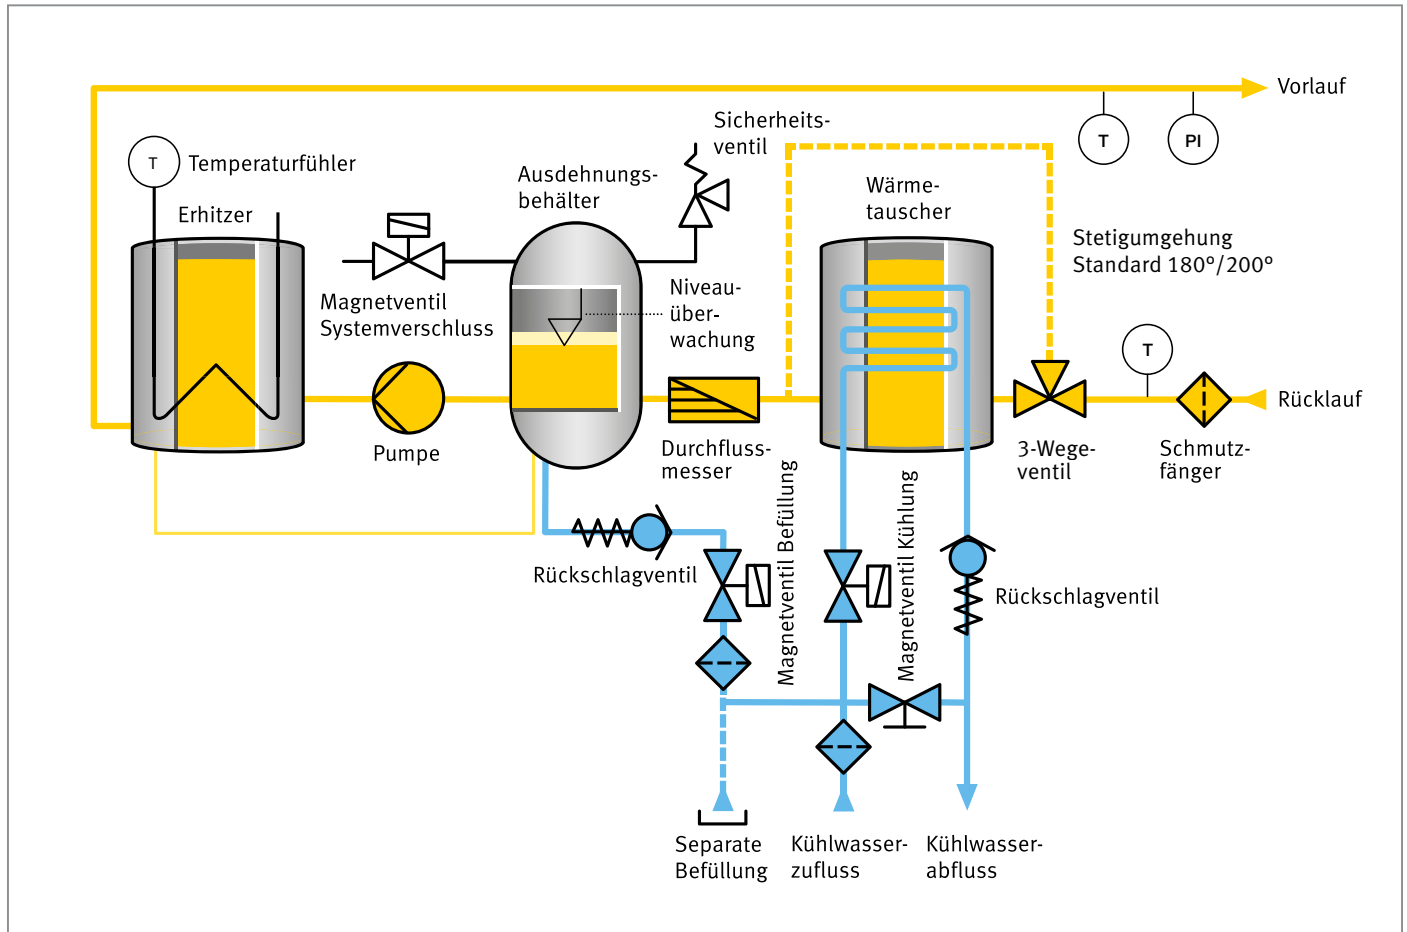 Vorlauf
T
PI
Sicherheits-
ventil
T
Temperaturfühler
Ausdehnungs-
behälter
Wärme-
tauscher
Erhitzer
Stetigumgehung
Standard 180°/200°
Magnetventil
Systemverschluss
Niveau-
über-
wachung
T
Rücklauf
Pumpe
Durchfluss-
messer
3-Wege-
ventil
Schmutz-
fänger
Magnetventil Befüllung
Magnetventil Kühlung
Rückschlagventil
Rückschlagventil
Separate
Befüllung
Kühlwasser-
zufluss
Kühlwasser-
abfluss